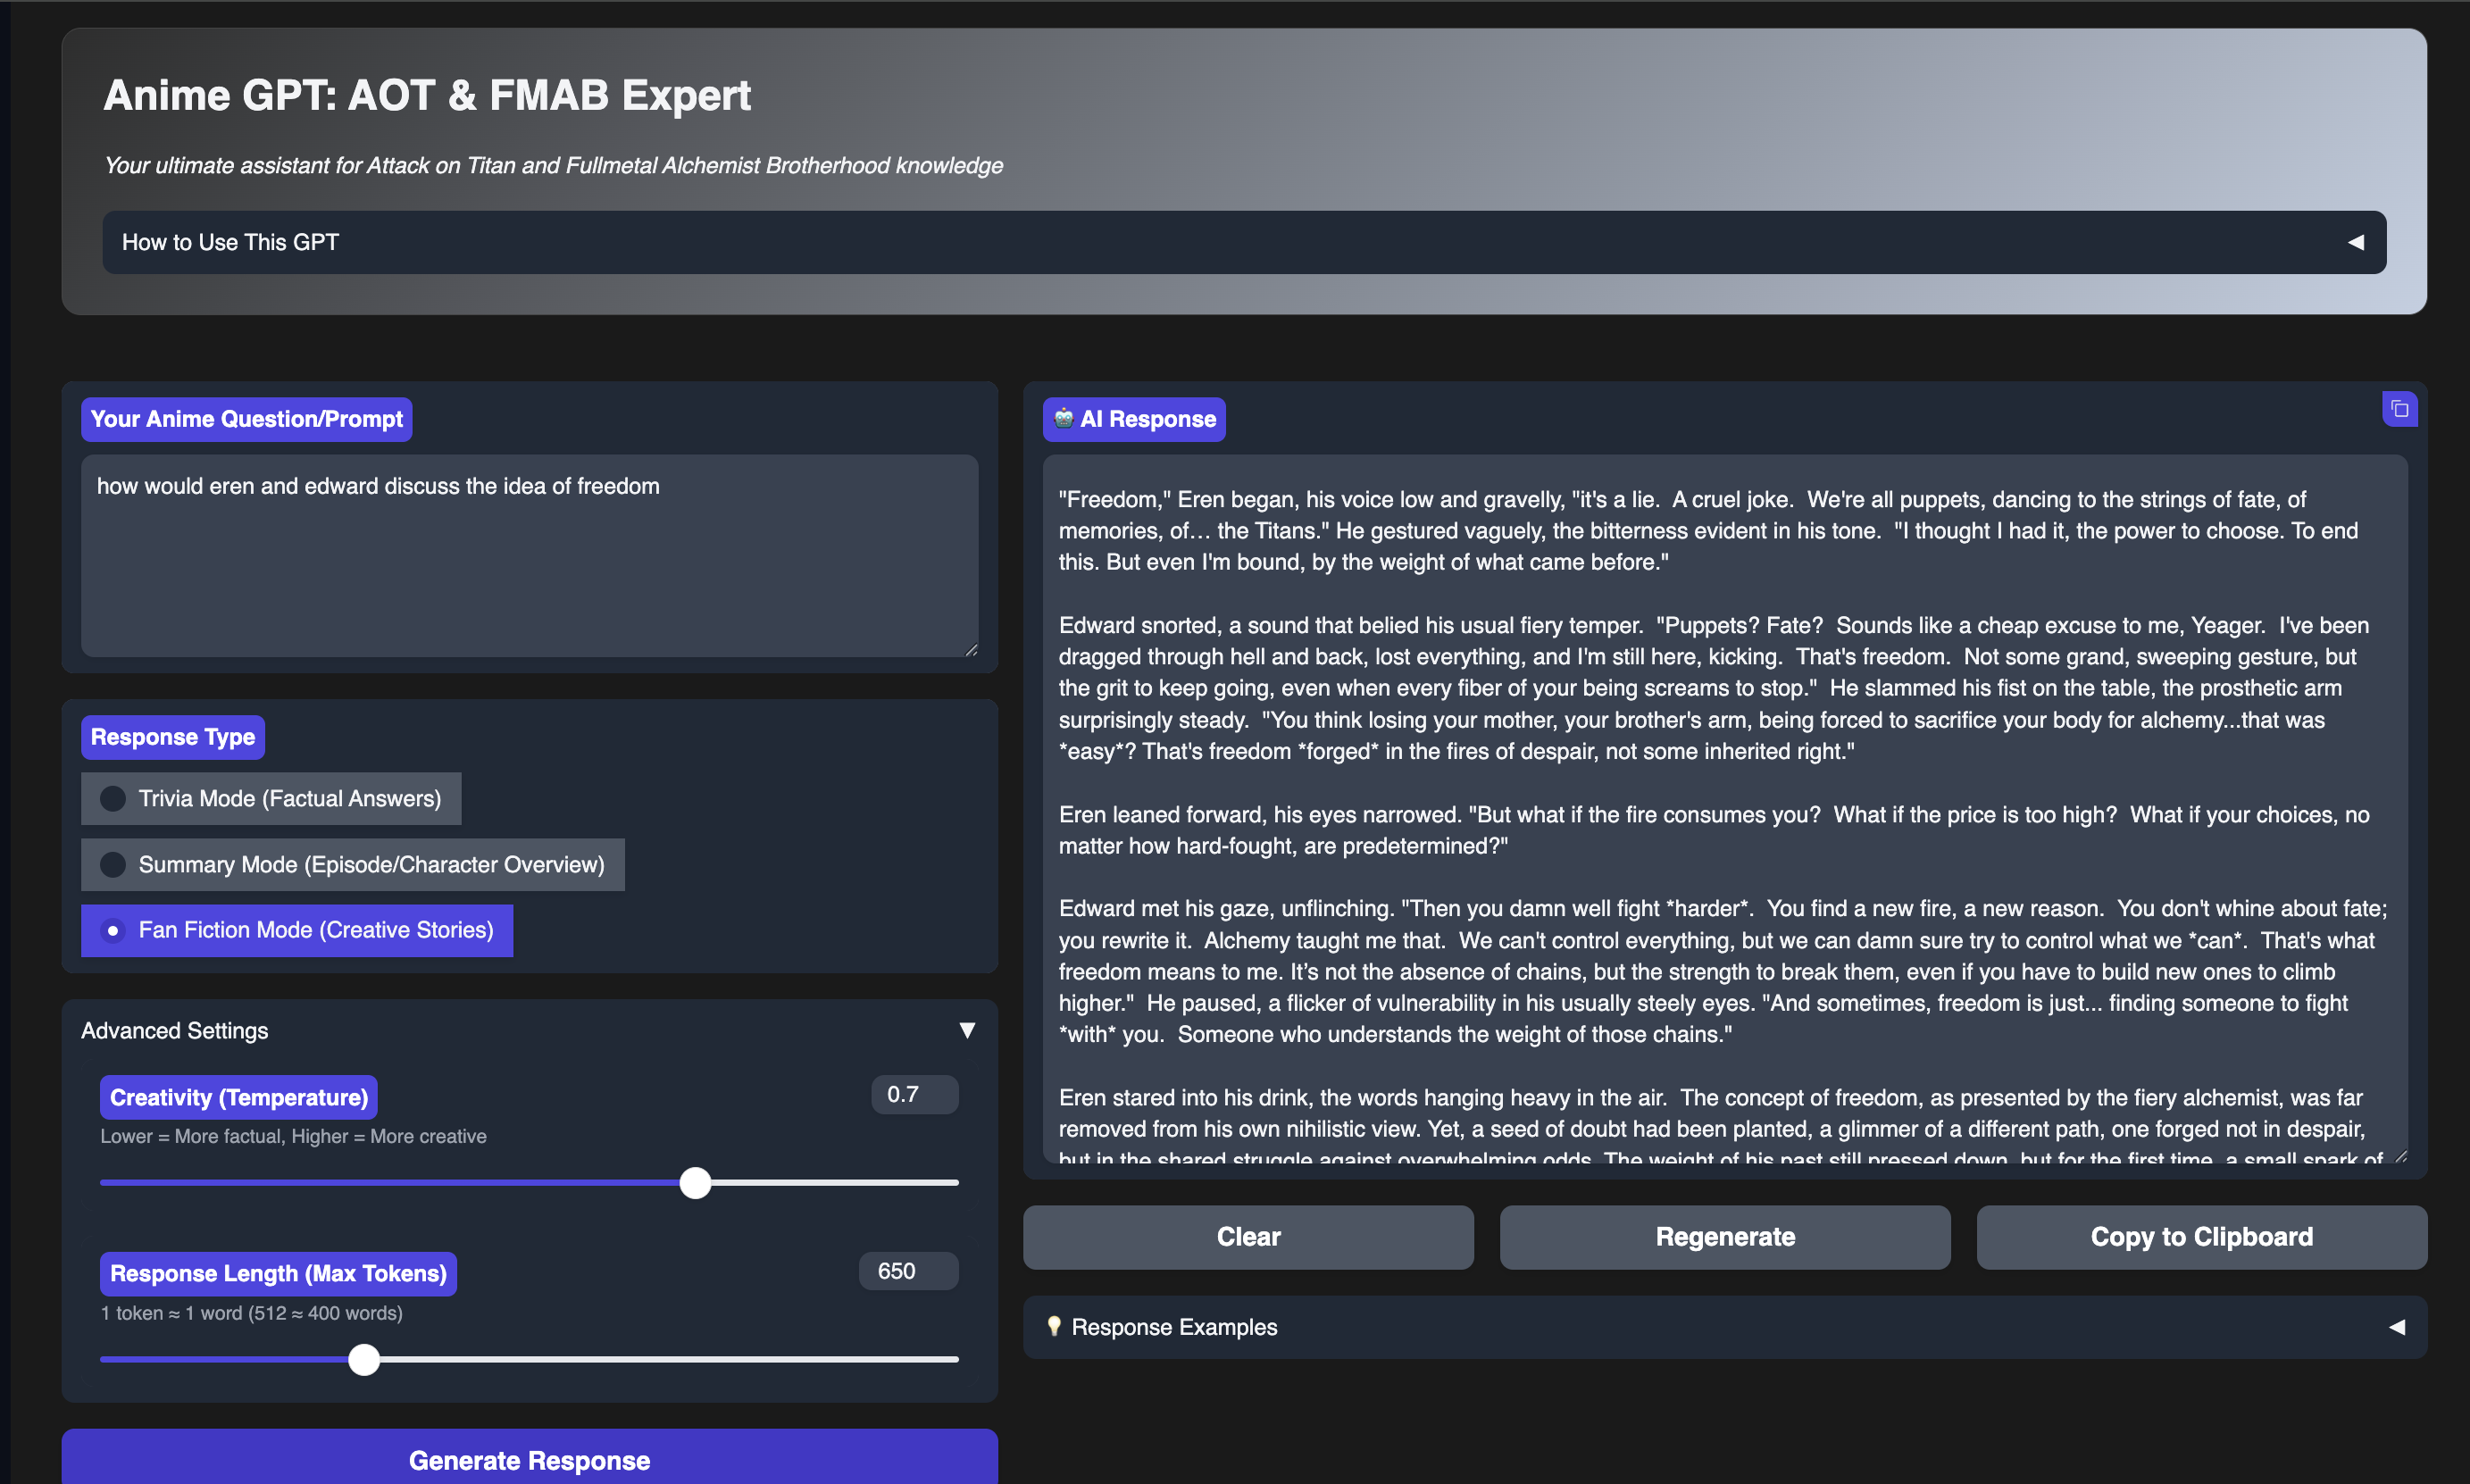 Anime GPT: AOT & FMAB Expert
Your ultimate assistant for Attack on Titan and Fullmetal Alchemist Brotherhood knowledge
How to Use This GPT
Your Anime Question/Prompt
how would eren and edward discuss the idea of freedom
Response Type
Trivia Mode (Factual Answers)
Summary Mode (Episode/Character Overview)
Fan Fiction Mode (Creative Stories)
Advanced Settings
Creativity (Temperature)
0.7
Lower = More factual, Higher = More creative
Response Length (Max Tokens)
650
1 token ≈ 1 word (512 ≈ 400 words)
Generate Response
AI Response
"Freedom," Eren began, his voice low and gravelly, "it's a lie.  A cruel joke.  We're all puppets, dancing to the strings of fate, of
memories, of… the Titans." He gestured vaguely, the bitterness evident in his tone.  "I thought I had it, the power to choose. To end
this. But even I'm bound, by the weight of what came before."
Edward snorted, a sound that belied his usual fiery temper.  "Puppets? Fate?  Sounds like a cheap excuse to me, Yeager.  I've been
dragged through hell and back, lost everything, and I'm still here, kicking.  That's freedom.  Not some grand, sweeping gesture, but
the grit to keep going, even when every fiber of your being screams to stop."  He slammed his fist on the table, the prosthetic arm
surprisingly steady.  "You think losing your mother, your brother's arm, being forced to sacrifice your body for alchemy...that was
*easy*? That's freedom *forged* in the fires of despair, not some inherited right."
Eren leaned forward, his eyes narrowed. "But what if the fire consumes you?  What if the price is too high?  What if your choices, no
matter how hard-fought, are predetermined?"
Edward met his gaze, unflinching. "Then you damn well fight *harder*.  You find a new fire, a new reason.  You don't whine about fate;
you rewrite it.  Alchemy taught me that.  We can't control everything, but we can damn sure try to control what we *can*.  That's what
freedom means to me. It’s not the absence of chains, but the strength to break them, even if you have to build new ones to climb
higher."  He paused, a flicker of vulnerability in his usually steely eyes. "And sometimes, freedom is just... finding someone to fight
*with* you.  Someone who understands the weight of those chains."
Eren stared into his drink, the words hanging heavy in the air.  The concept of freedom, as presented by the fiery alchemist, was far
removed from his own nihilistic view. Yet, a seed of doubt had been planted, a glimmer of a different path, one forged not in despair,
but in the shared struggle against overwhelming odds. The weight of his past still pressed down, but for the first time, a small spark of
Clear
Regenerate
Copy to Clipboard
Response Examples